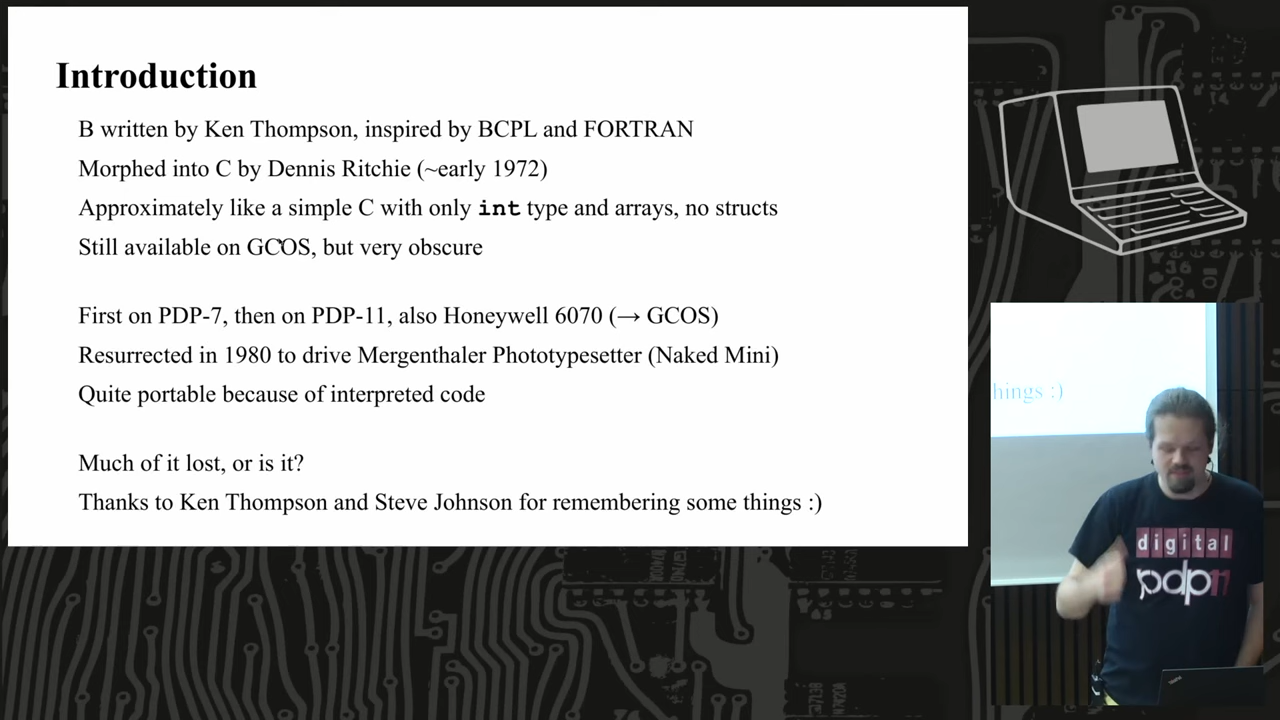 Introduction
B written by Ken Thompson, inspired by BCPL and FORTRAN
Morphed into C by Dennis Ritchie (~early 1972)
Approximately like a simple C with only int type and arrays, no structs
Still available on GCOS, but very obscure
First on PDP-7, then on PDP-11, also Honeywell 6070 (→ GCOS)
Resurrected in 1980 to drive Mergenthaler Phototypesetter (Naked Mini)
Quite portable because of interpreted code
Much of it lost, or is it?
Thanks to Ken Thompson and Steve Johnson for remembering some things :)
hings :)
digital
pdp11